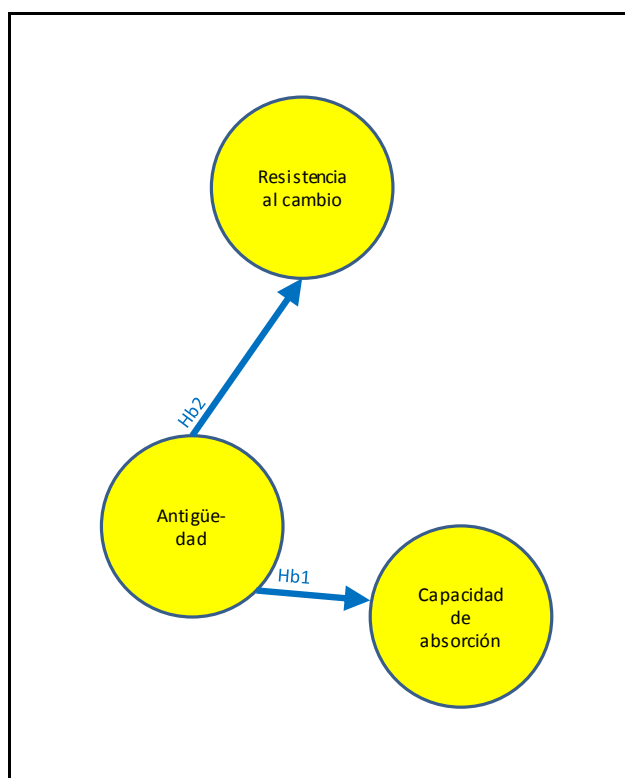 Resistencia
al cambio
Hb2
Antigüe-
dad
Hb1
Capacidad
de
absorción